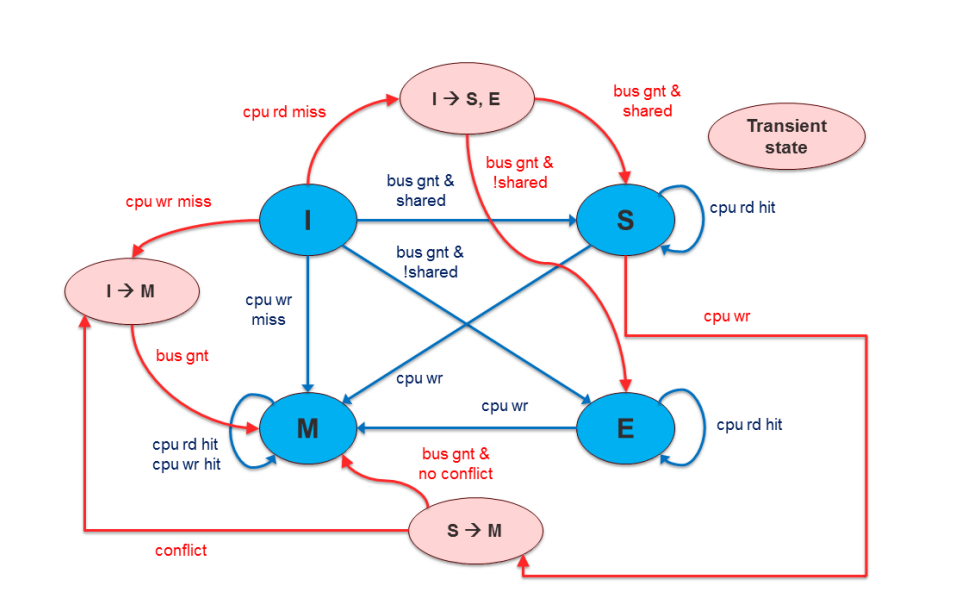 I → S, E
bus gnt &
shared
cpu rd miss
Transient
state
bus gnt &
!shared
bus gnt &
shared
cpu wr miss
I
S
cpu rd hit
bus gnt &
!shared
I → M
cpu wr
miss
cpu wr
bus gnt
cpu wr
cpu wr
M
E
cpu rd hit
cpu rd hit
cpu wr hit
bus gnt &
no conflict
S → M
conflict